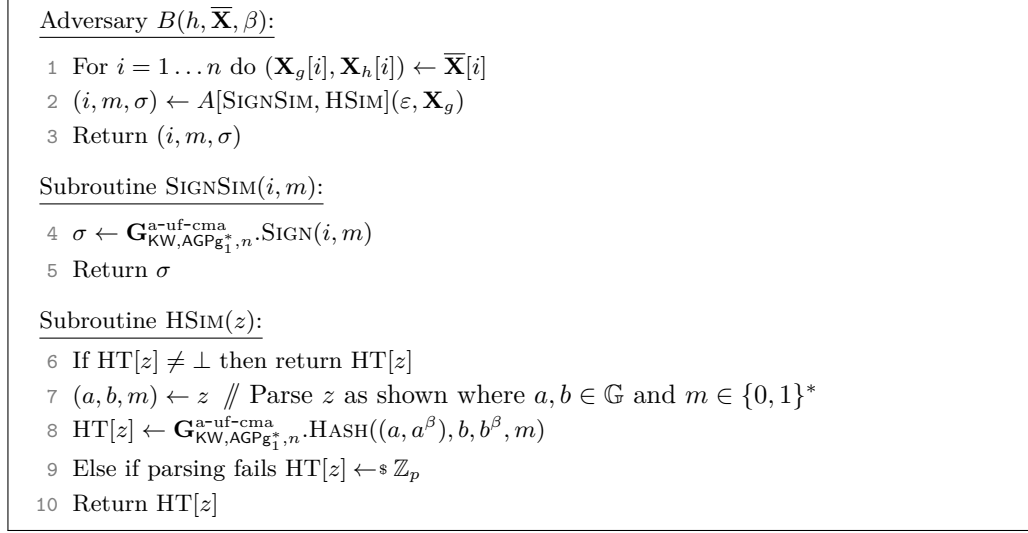 Adversary B(h, X̅, β):
1 For i = 1 … n do (X_g[i], X_h[i]) ← X̅[i]
2 (i, m, σ) ← A[SignSim, HSim](ε, X_g)
3 Return (i, m, σ)
Subroutine SignSim(i, m):
4 σ ← G^{a-uf-cma}_{KW,AGPg*_1,n}.Sign(i, m)
5 Return σ
Subroutine HSim(z):
6 If HT[z] ≠ ⊥ then return HT[z]
7 (a, b, m) ← z // Parse z as shown where a, b ∈ 𝔾 and m ∈ {0, 1}*
8 HT[z] ← G^{a-uf-cma}_{KW,AGPg*_1,n}.Hash((a, a^β), b, b^β, m)
9 Else if parsing fails HT[z] ←$ ℤ_p
10 Return HT[z]